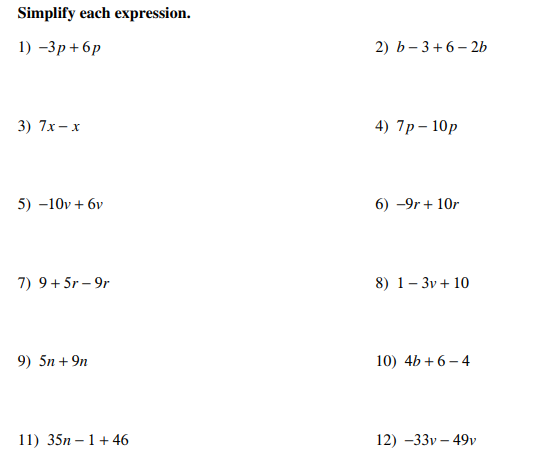 Simplify each expression.
1) −3p + 6p
2) b − 3 + 6 − 2b
3) 7x − x
4) 7p − 10p
5) −10v + 6v
6) −9r + 10r
7) 9 + 5r − 9r
8) 1 − 3v + 10
9) 5n + 9n
10) 4b + 6 − 4
11) 35n − 1 + 46
12) −33v − 49v